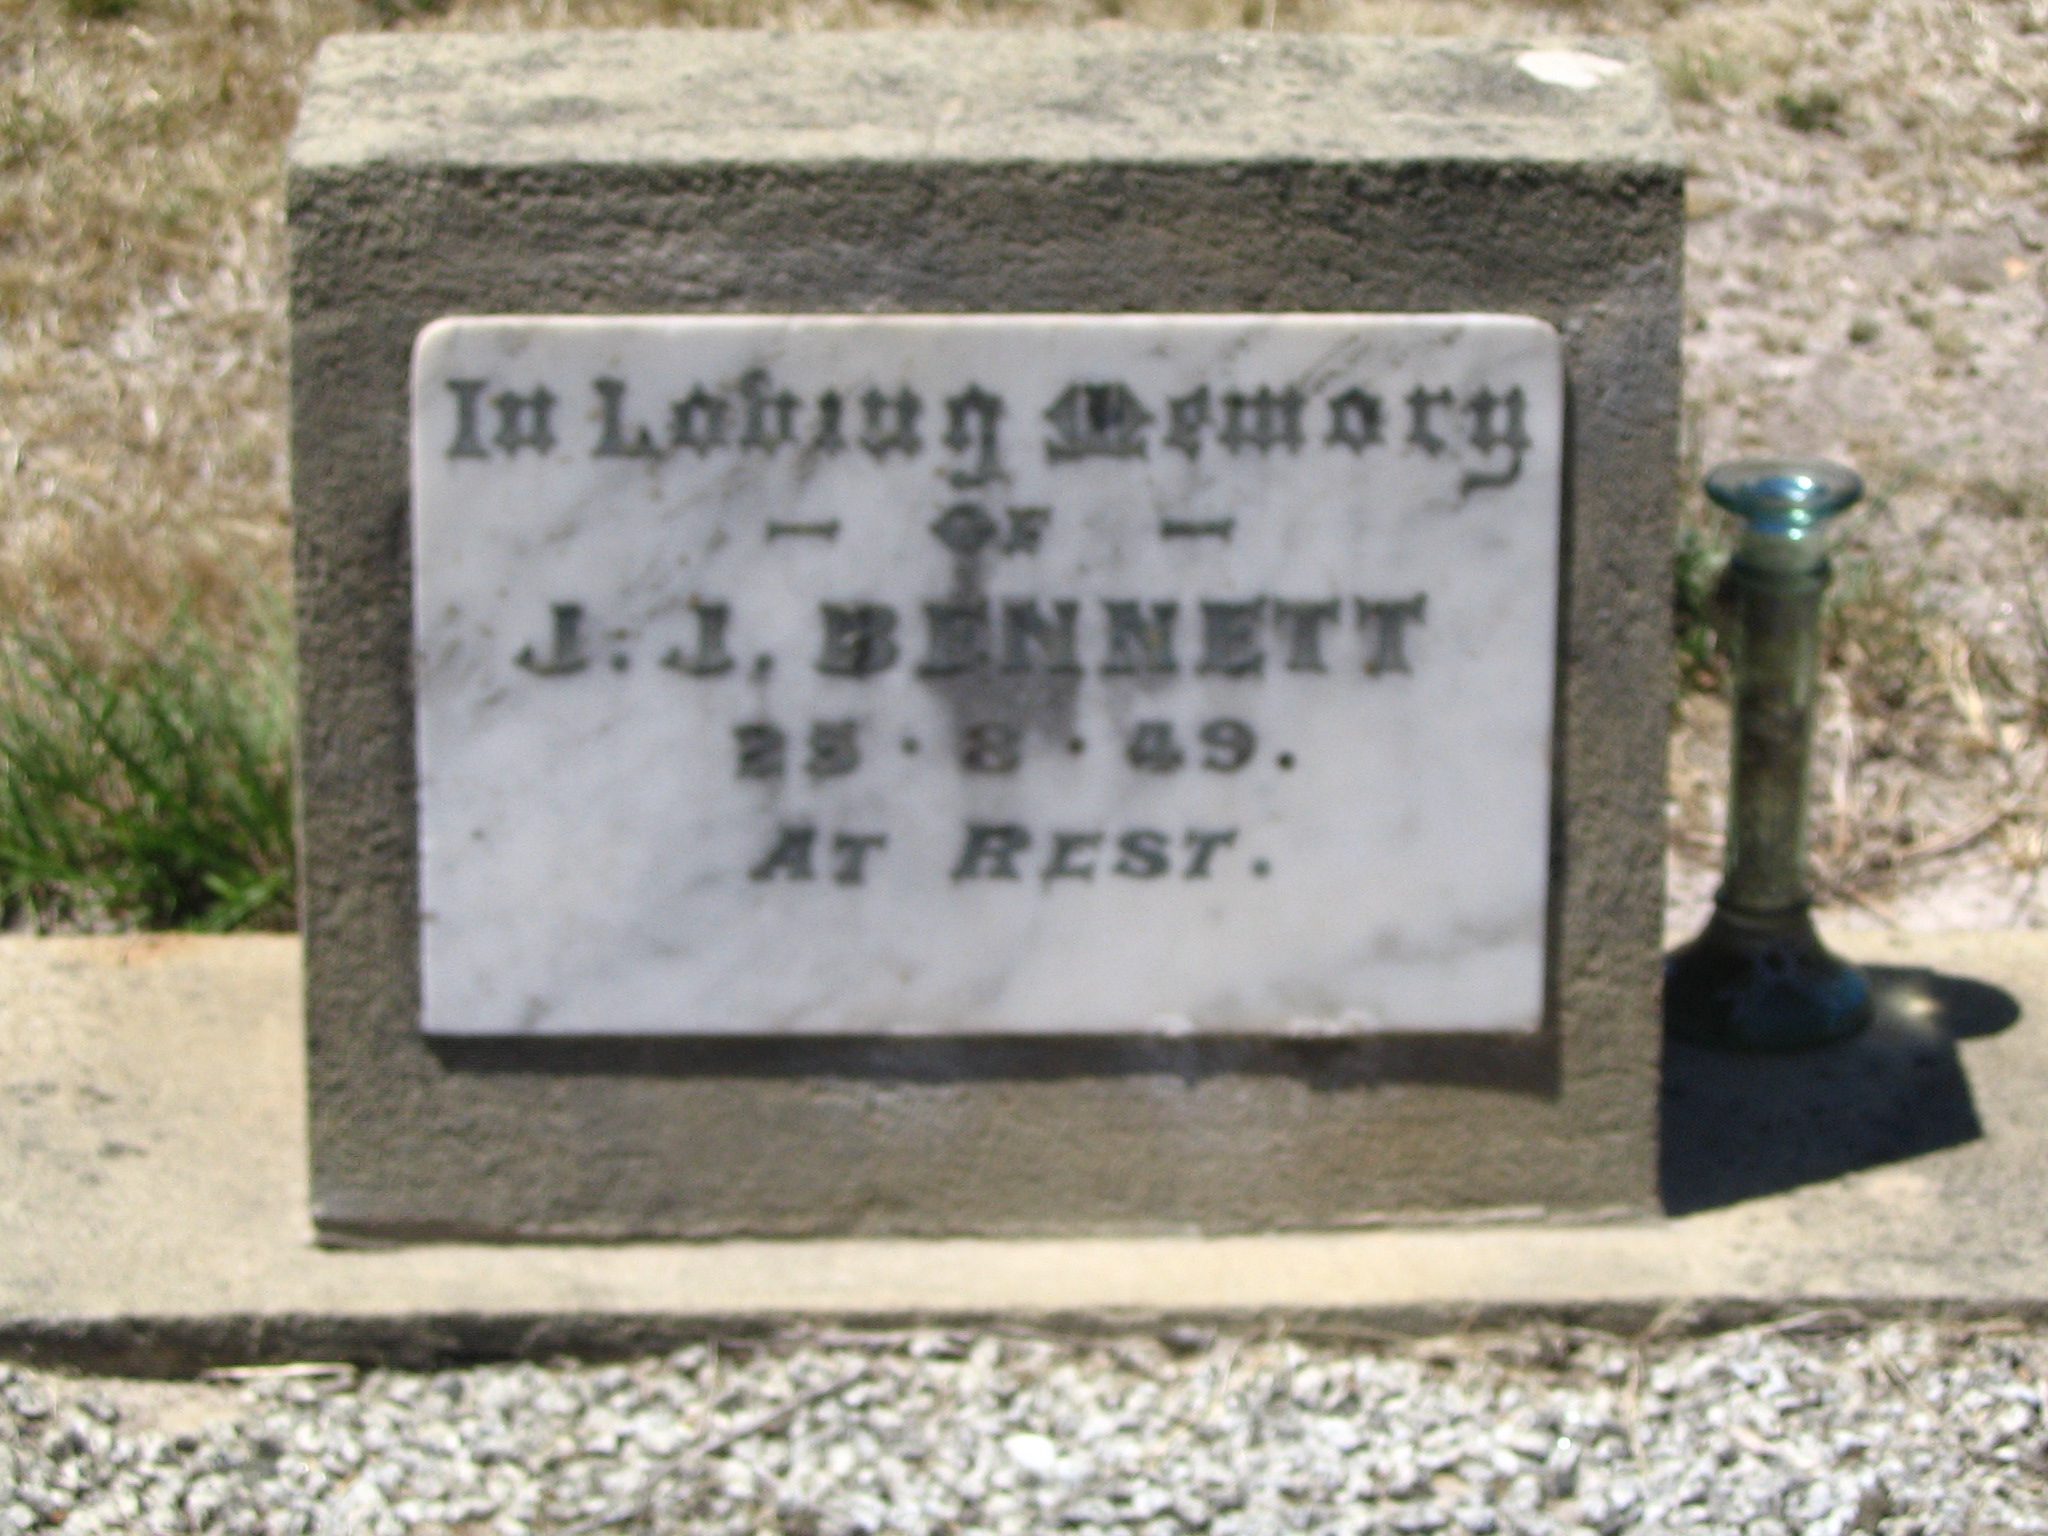 In Loving Memory
— OF —
J. J. BENNETT
25 · 8 · 49.
AT REST.